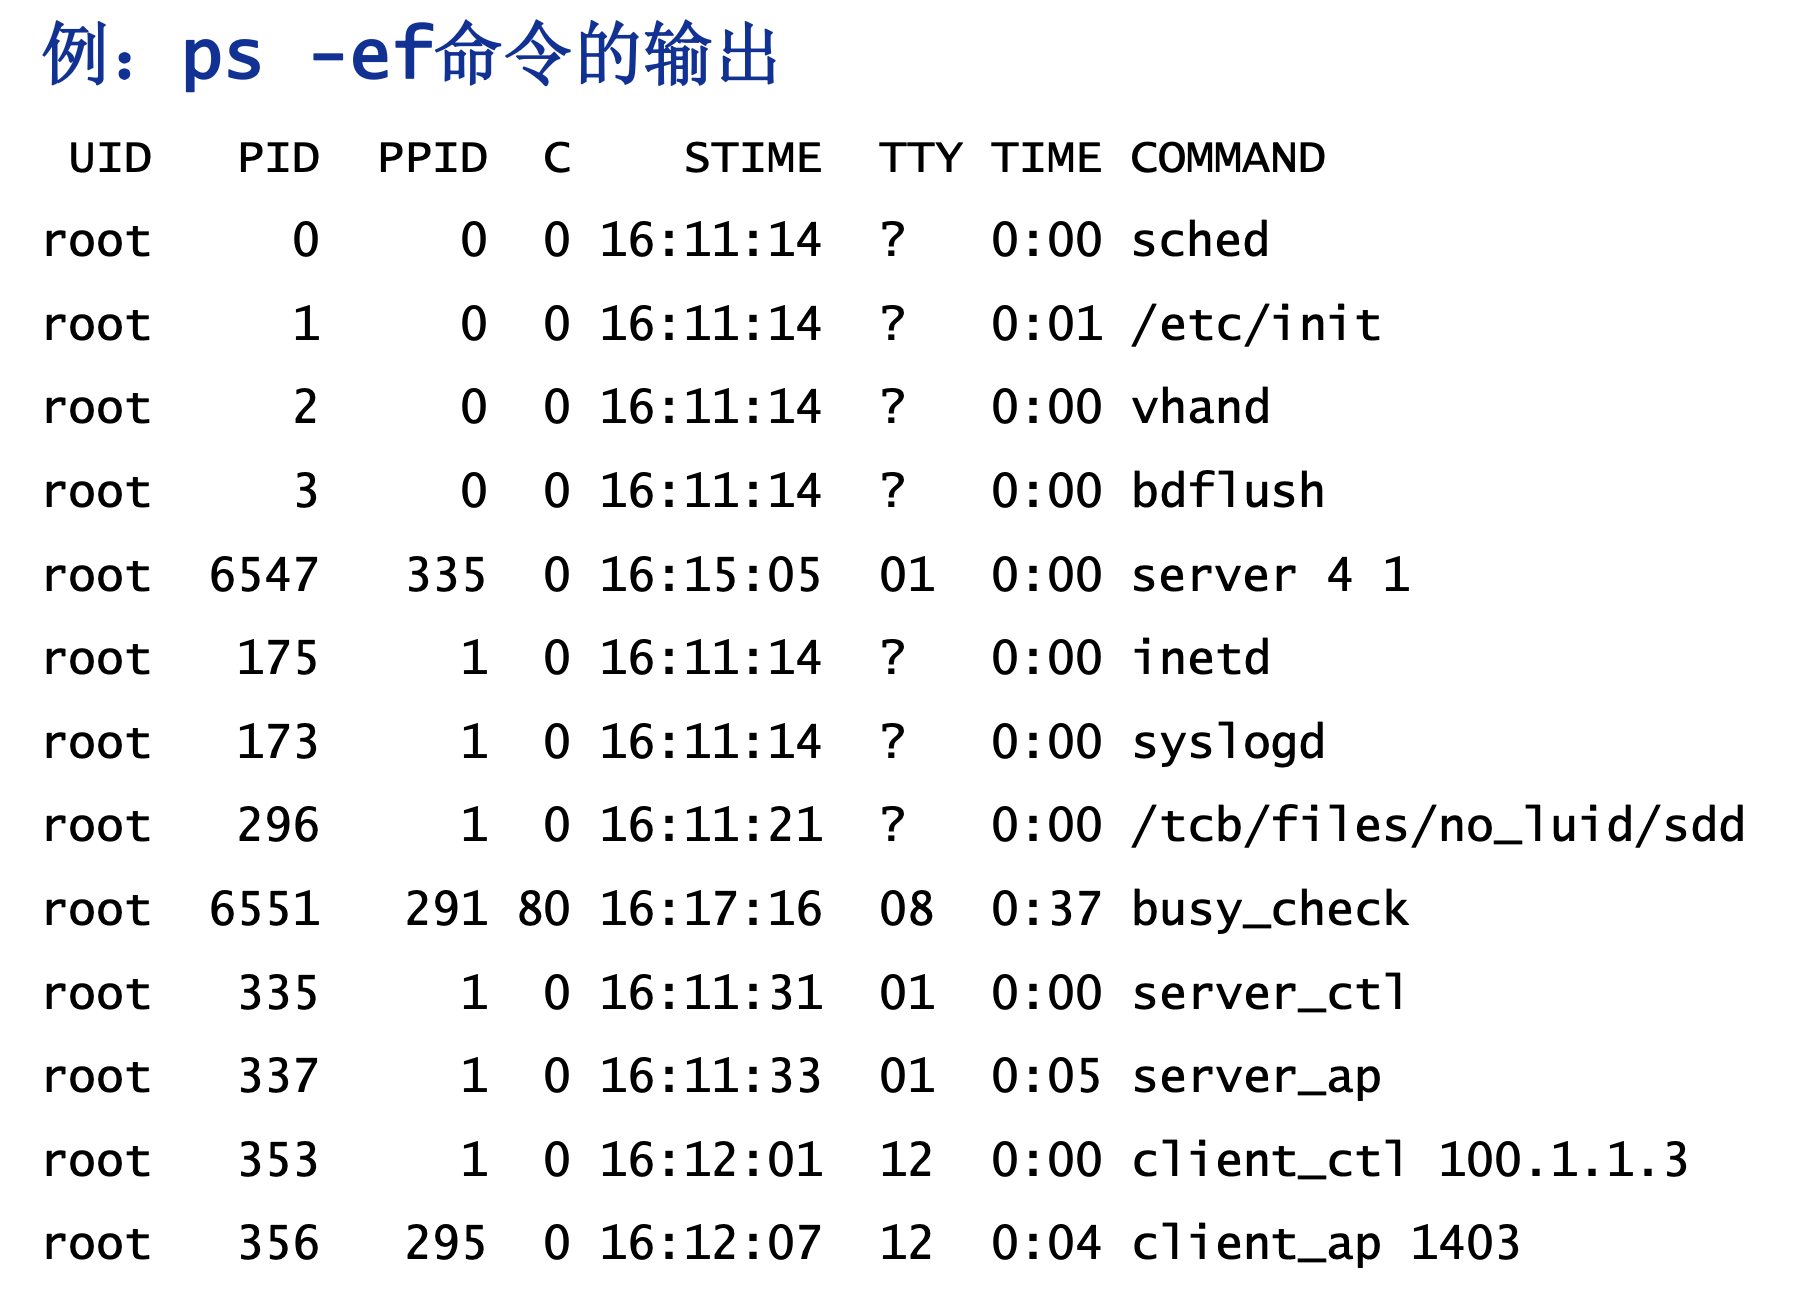 例：ps -ef命令的输出
UID PID PPID C STIME TTY TIME COMMAND
root 0 0 0 16:11:14 ? 0:00 sched
root 1 0 0 16:11:14 ? 0:01 /etc/init
root 2 0 0 16:11:14 ? 0:00 vhand
root 3 0 0 16:11:14 ? 0:00 bdflush
root 6547 335 0 16:15:05 01 0:00 server 4 1
root 175 1 0 16:11:14 ? 0:00 inetd
root 173 1 0 16:11:14 ? 0:00 syslogd
root 296 1 0 16:11:21 ? 0:00 /tcb/files/no_luid/sdd
root 6551 291 80 16:17:16 08 0:37 busy_check
root 335 1 0 16:11:31 01 0:00 server_ctl
root 337 1 0 16:11:33 01 0:05 server_ap
root 353 1 0 16:12:01 12 0:00 client_ctl 100.1.1.3
root 356 295 0 16:12:07 12 0:04 client_ap 1403